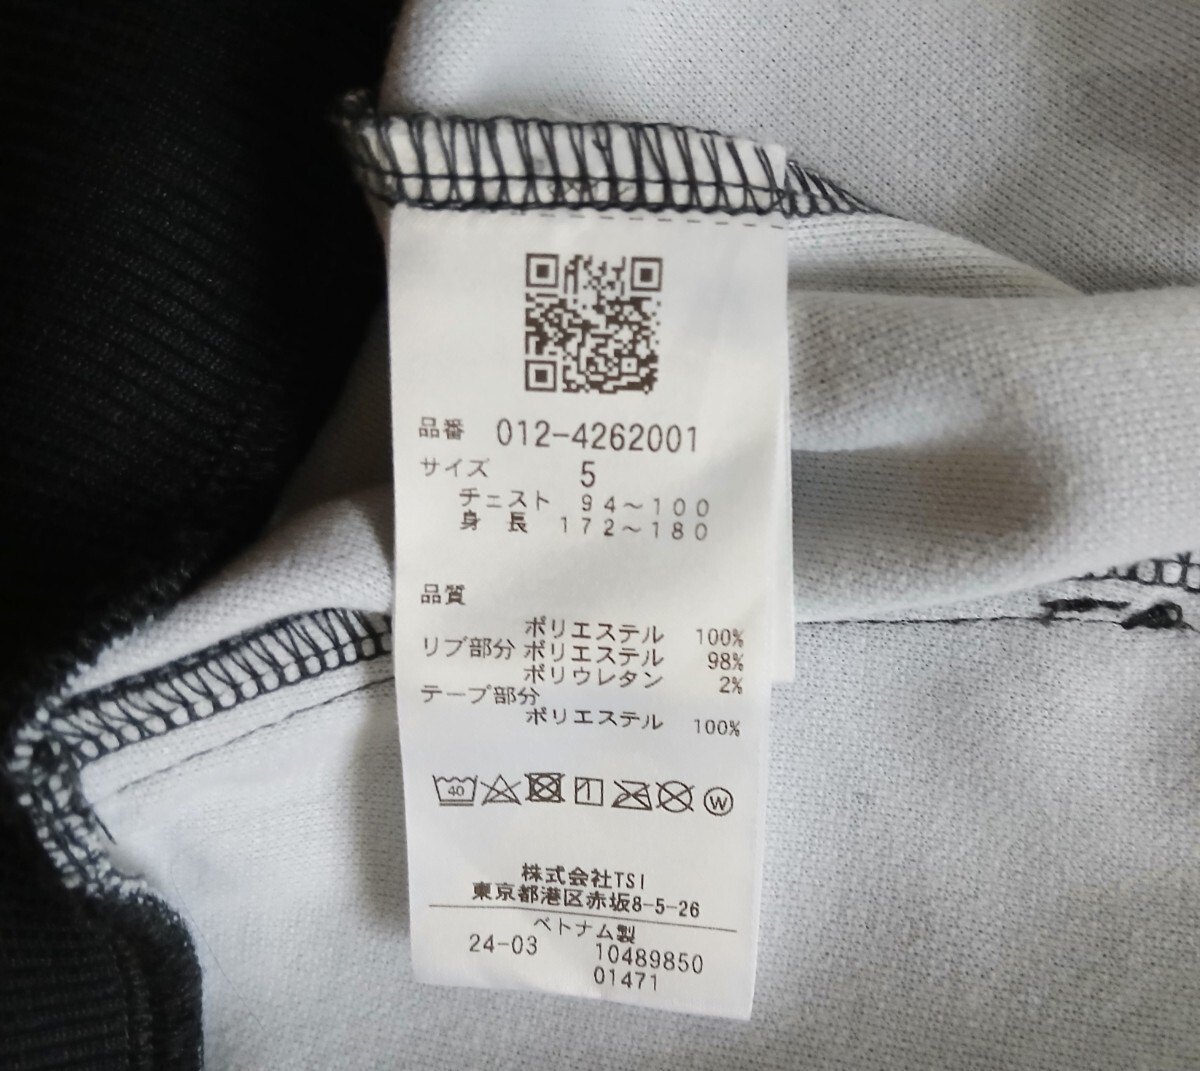 品番 012-4262001
サイズ 5
チェスト 94～100
身長 172～180
品質
ポリエステル 100%
リブ部分 ポリエステル 98%
ポリウレタン 2%
テープ部分
ポリエステル 100%
40 W
株式会社TSI
東京都港区赤坂8-5-26
ベトナム製
24-03 10489850
01471